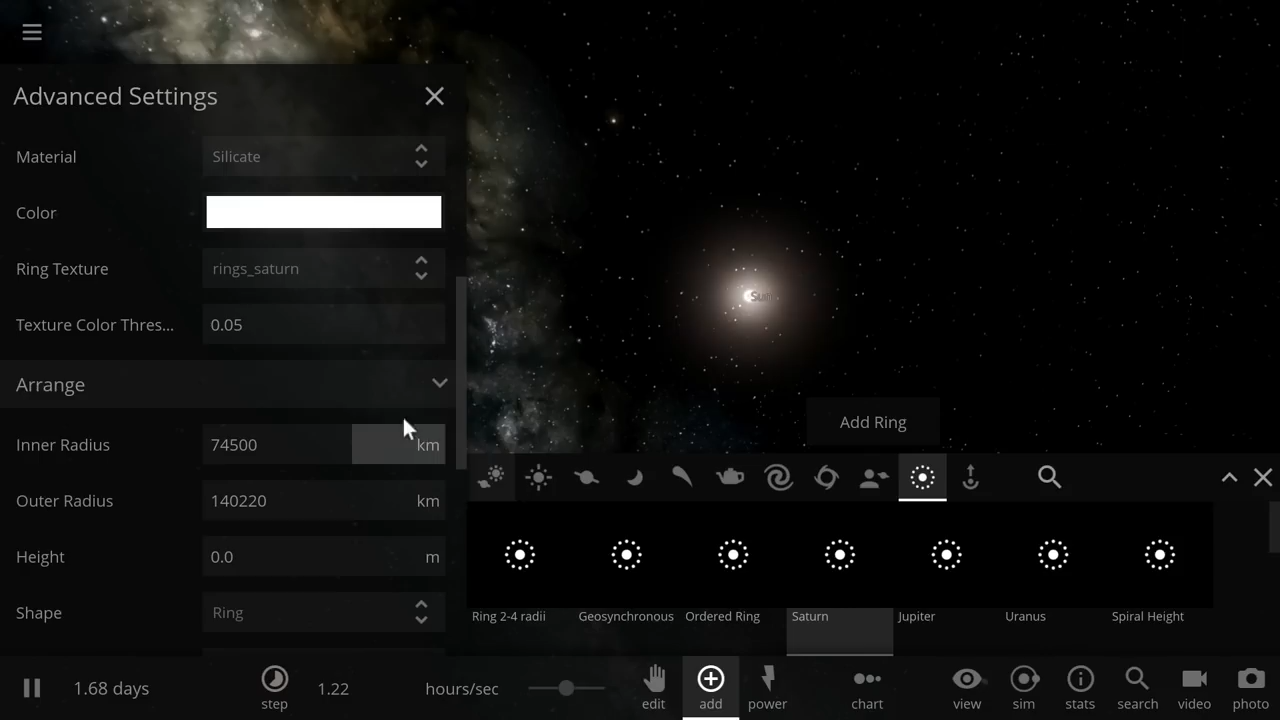 Advanced Settings
Material Silicate
Color
Ring Texture rings_saturn
Texture Color Thres... 0.05
Arrange
Inner Radius 74500 km
Outer Radius 140220 km
Height 0.0 m
Shape Ring
Sun
Add Ring
Ring 2-4 radii Geosynchronous Ordered Ring Saturn Jupiter Uranus Spiral Height
1.68 days step 1.22 hours/sec edit add power chart view sim stats search video photo